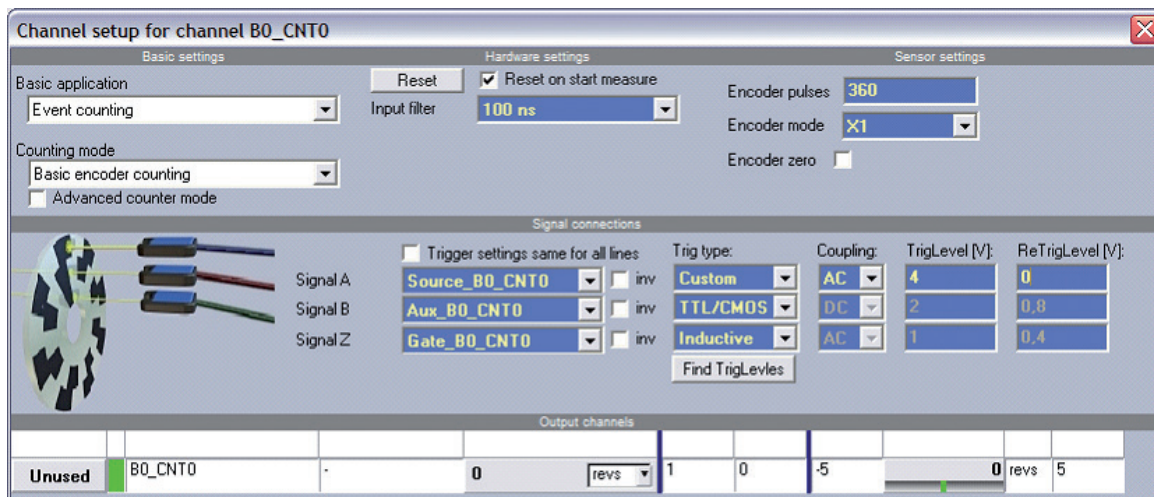 Channel setup for channel B0_CNT0
Basic settings
Hardware settings
Sensor settings
Basic application
Event counting
Counting mode
Basic encoder counting
Advanced counter mode
Reset
Reset on start measure
Input filter
100 ns
Encoder pulses
360
Encoder mode
X1
Encoder zero
Signal connections
Trigger settings same for all lines
Trig type:
Coupling:
TrigLevel [V]:
ReTrigLevel [V]:
Signal A
Source_B0_CNT0
inv
Custom
AC
4
0
Signal B
Aux_B0_CNT0
inv
TTL/CMOS
DC
2
0,8
Signal Z
Gate_B0_CNT0
inv
Inductive
AC
1
0,4
Find TrigLevles
Output channels
Unused
B0_CNT0
-
0
revs
1
0
-5
0
revs
5